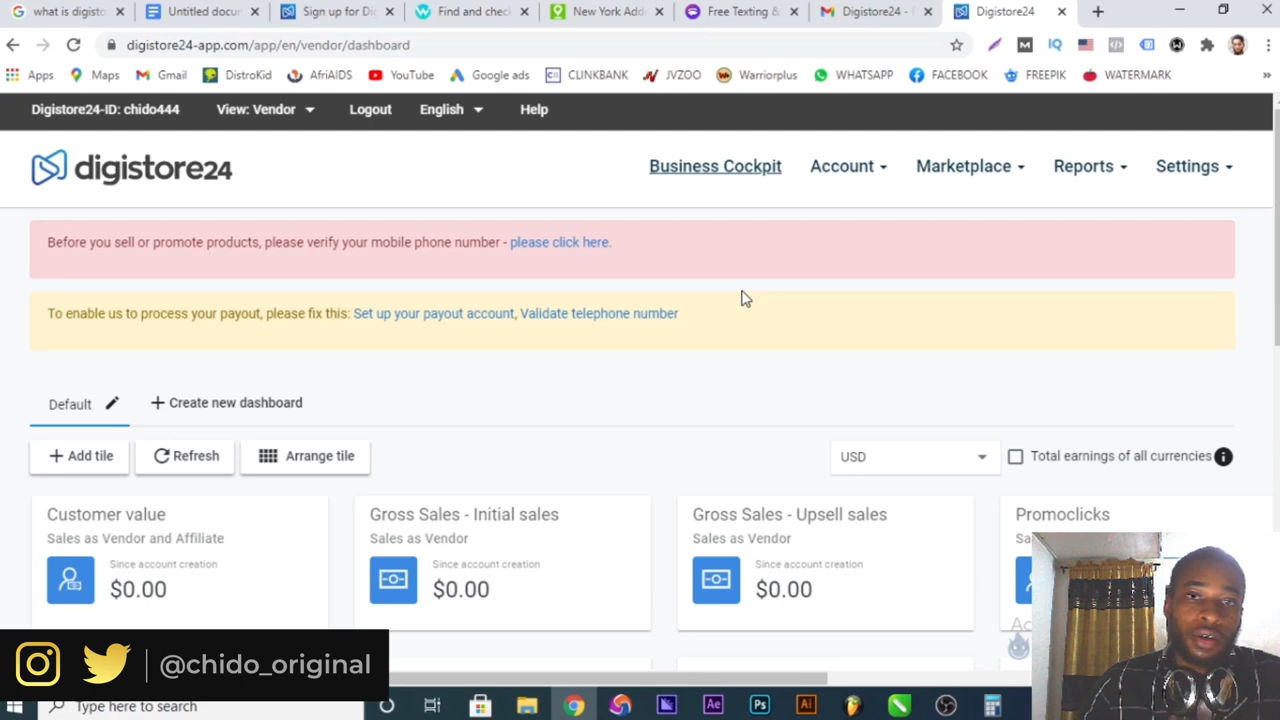 what is digist
Untitled docur
Sign up for Di
Find and chec
New York Add
Free Texting &
Digistore24 -
Digistore24
digistore24-app.com/app/en/vendor/dashboard
Apps
Maps
Gmail
DistroKid
AfriAIDS
YouTube
Google ads
CLINKBANK
JVZOO
Warriorplus
WHATSAPP
FACEBOOK
FREEPIK
WATERMARK
Digistore24-ID: chido444
View: Vendor
Logout
English
Help
digistore24
Business Cockpit
Account
Marketplace
Reports
Settings
Before you sell or promote products, please verify your mobile phone number - please click here.
To enable us to process your payout, please fix this: Set up your payout account, Validate telephone number
Default
+ Create new dashboard
+ Add tile
Refresh
Arrange tile
USD
Total earnings of all currencies
Customer value
Sales as Vendor and Affiliate
Since account creation
$0.00
Gross Sales - Initial sales
Sales as Vendor
Since account creation
$0.00
Gross Sales - Upsell sales
Sales as Vendor
Since account creation
$0.00
Promoclicks
@chido_original
Type here to search